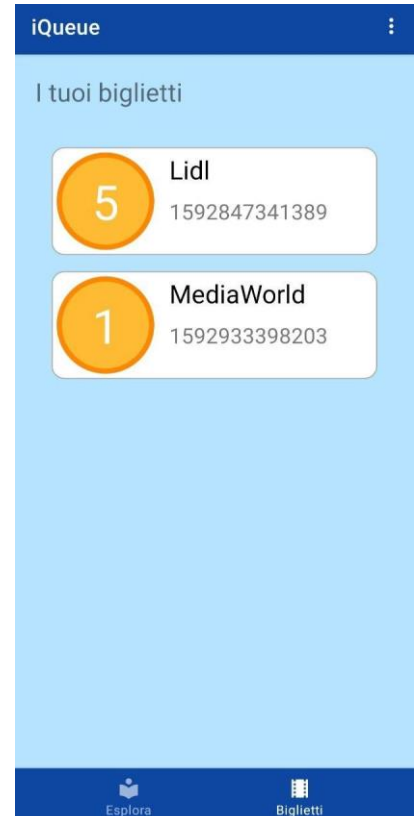 iQueue
I tuoi biglietti
5
Lidl
1592847341389
1
MediaWorld
1592933398203
Esplora
Biglietti